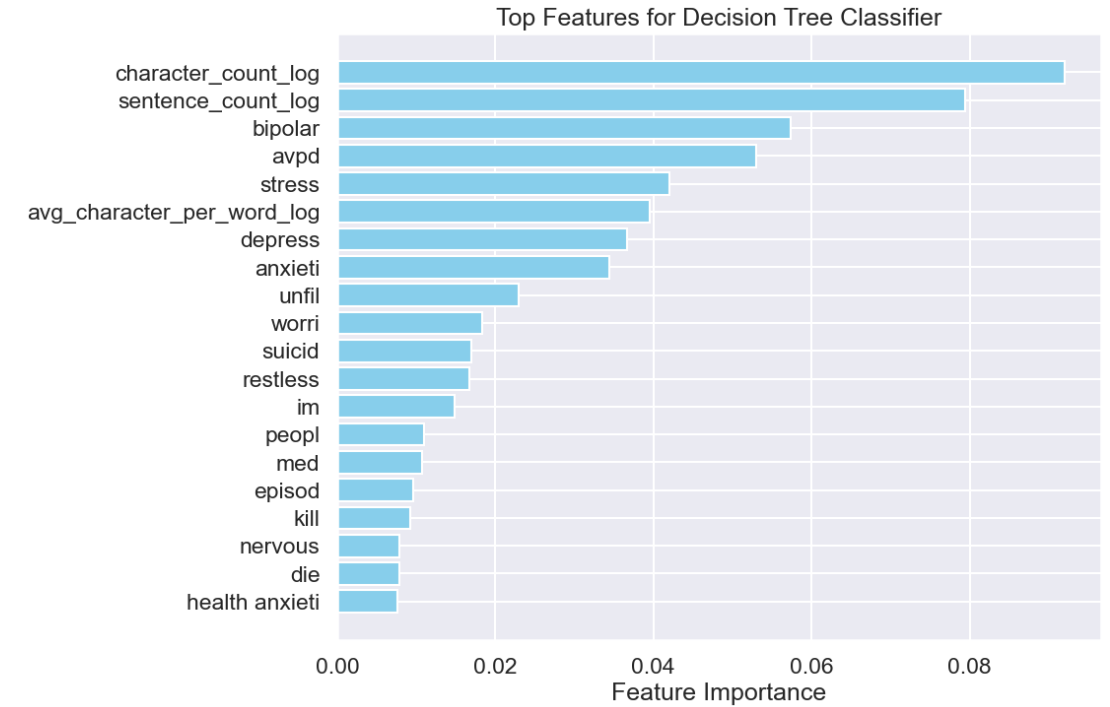 Top Features for Decision Tree Classifier
character_count_log
sentence_count_log
bipolar
avpd
stress
avg_character_per_word_log
depress
anxieti
unfil
worri
suicid
restless
im
peopl
med
episod
kill
nervous
die
health anxieti
0.00 0.02 0.04 0.06 0.08
Feature Importance